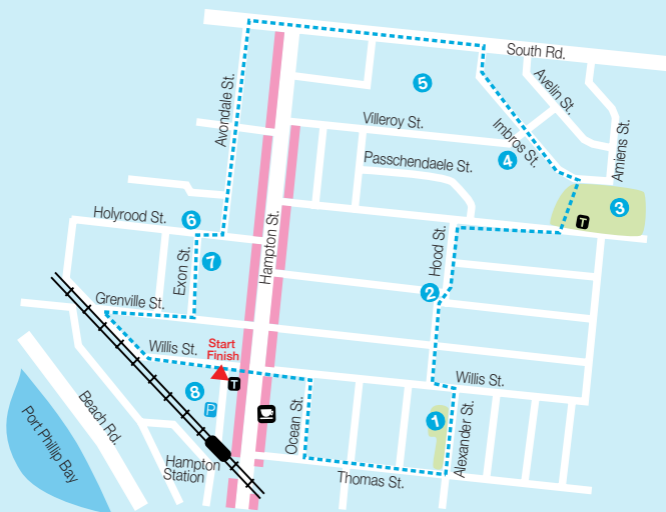 South Rd.
Avondale St.
Avelin St.
5
Villeroy St.
Imbros St.
Amiens St.
4
Passchendaele St.
3
T
Holyrood St.
6
Hampton St.
Hood St.
7
Exon St.
2
Grenville St.
Start
Finish
Willis St.
Willis St.
T
8
P
Beach Rd.
Port Phillip Bay
Ocean St.
1
Alexander St.
Hampton
Station
Thomas St.